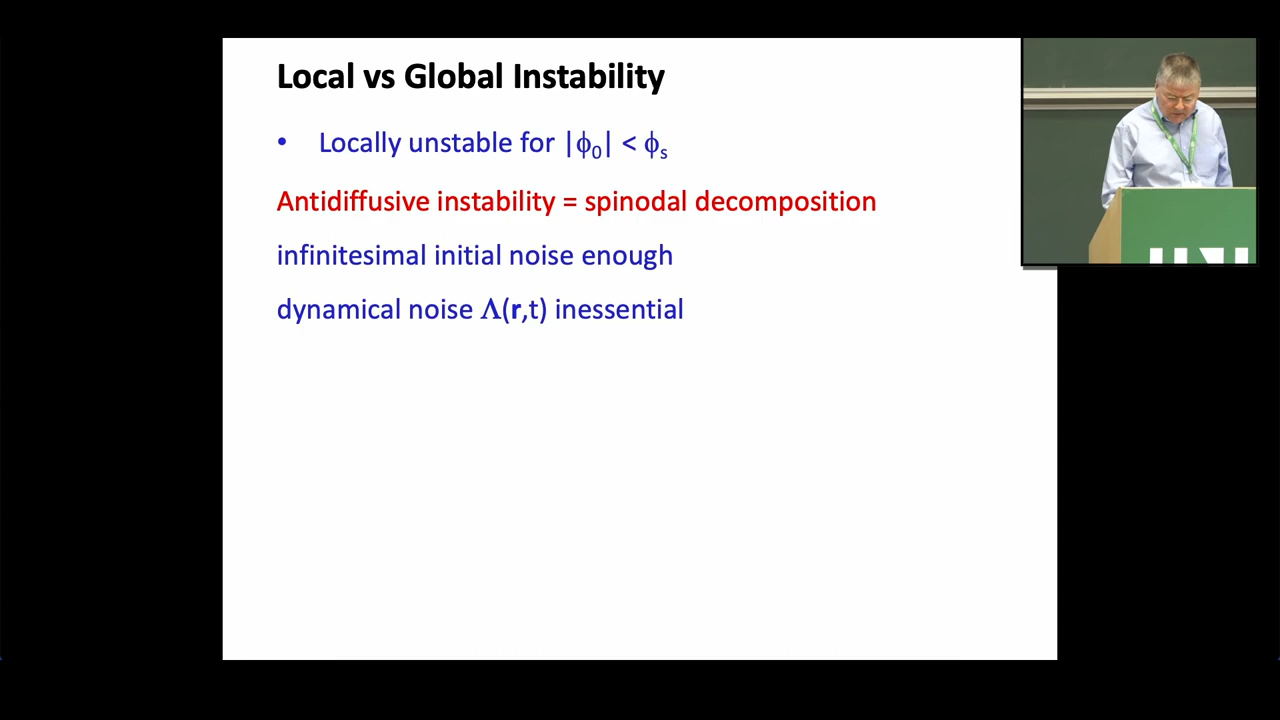 Local vs Global Instability
• Locally unstable for |ϕ₀| < ϕₛ
Antidiffusive instability = spinodal decomposition
infinitesimal initial noise enough
dynamical noise Λ(r,t) inessential